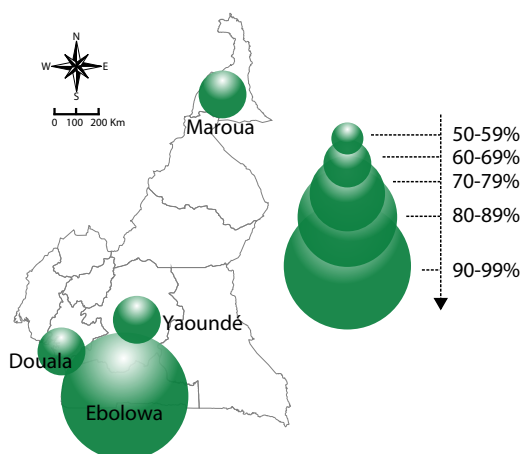 N
W E
S
0 100 200 Km
Maroua
50-59%
60-69%
70-79%
80-89%
90-99%
Yaoundé
Douala
Ebolowa